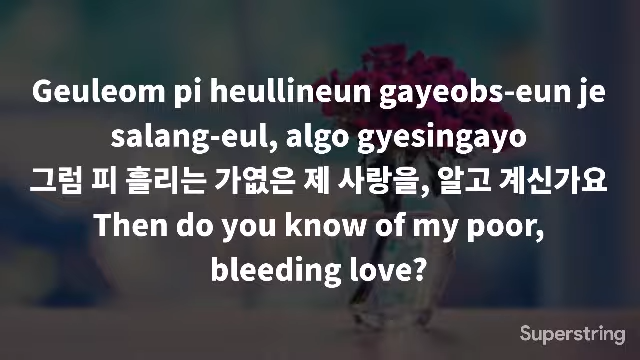 Geuleom pi heullineun gayeobs-eun je
salang-eul, algo gyesingayo
그럼 피 흘리는 가엾은 제 사랑을, 알고 계신가요
Then do you know of my poor,
bleeding love?
Superstring